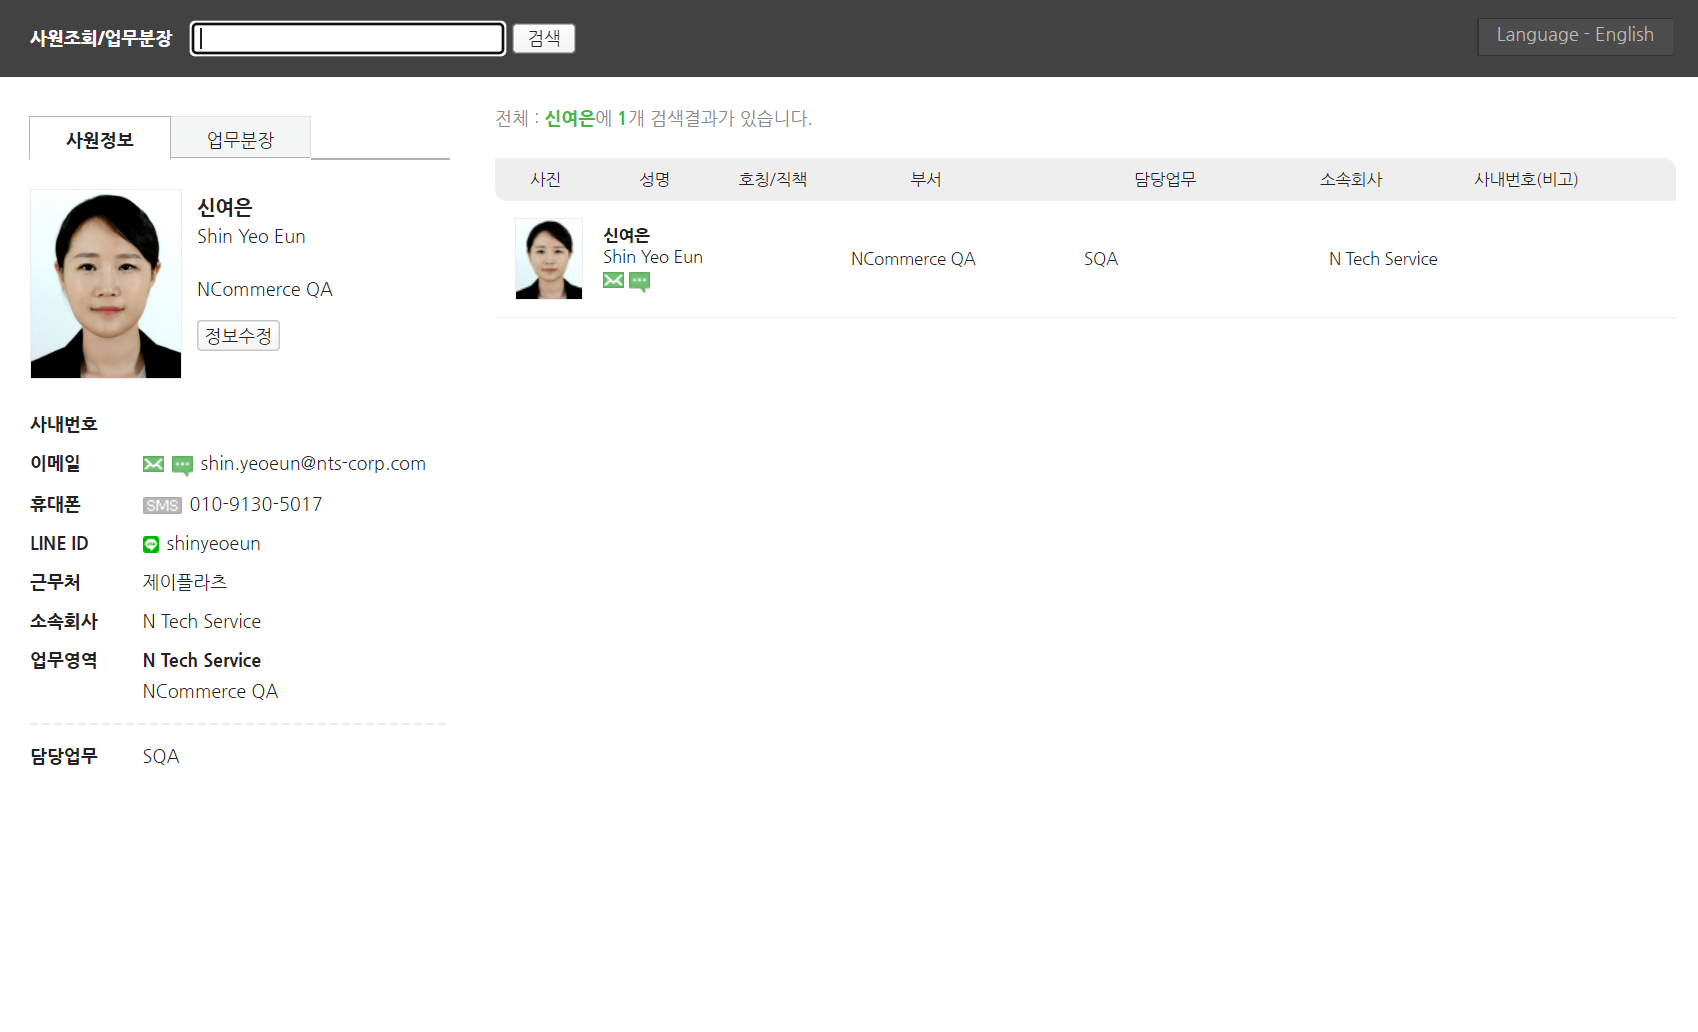 사원조회/업무분장
검색
Language - English
사원정보
업무분장
신여은
Shin Yeo Eun
NCommerce QA
정보수정
사내번호
이메일 shin.yeoeun@nts-corp.com
휴대폰 SMS 010-9130-5017
LINE ID shinyeoeun
근무처 제이플라츠
소속회사 N Tech Service
업무영역 N Tech Service
NCommerce QA
담당업무 SQA
전체 : 신여은에 1개 검색결과가 있습니다.
사진 성명 호칭/직책 부서 담당업무 소속회사 사내번호(비고)
신여은
Shin Yeo Eun
NCommerce QA SQA N Tech Service